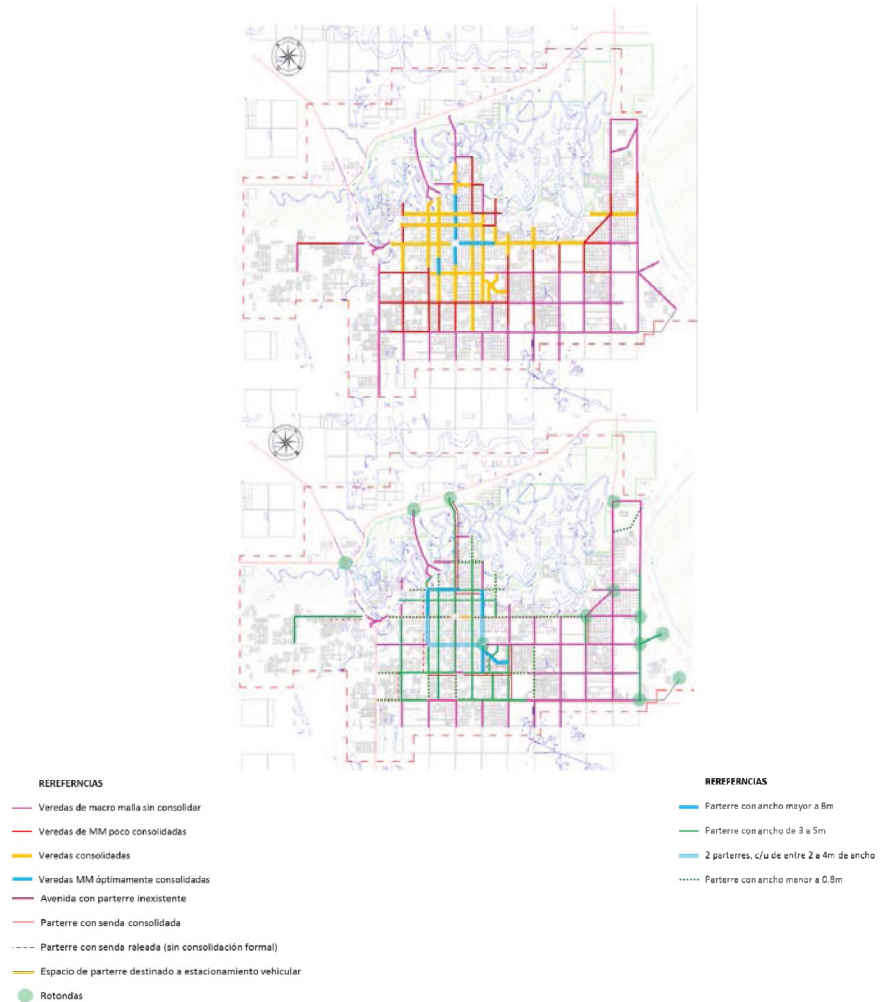 REREFERNCIAS
Veredas de macro malla sin consolidar
Veredas de MM poco consolidadas
Veredas consolidadas
Veredas MM óptimamente consolidadas
Avenida con parterre inexistente
Parterre con senda consolidada
Parterre con senda raleada (sin consolidación formal)
Espacio de parterre destinado a estacionamiento vehicular
Rotondas
REREFERNCIAS
Parterre con ancho mayor a 8m
Parterre con ancho de 3 a 5m
2 parterres, c/u de entre 2 a 4m de ancho
Parterre con ancho menor a 0.8m